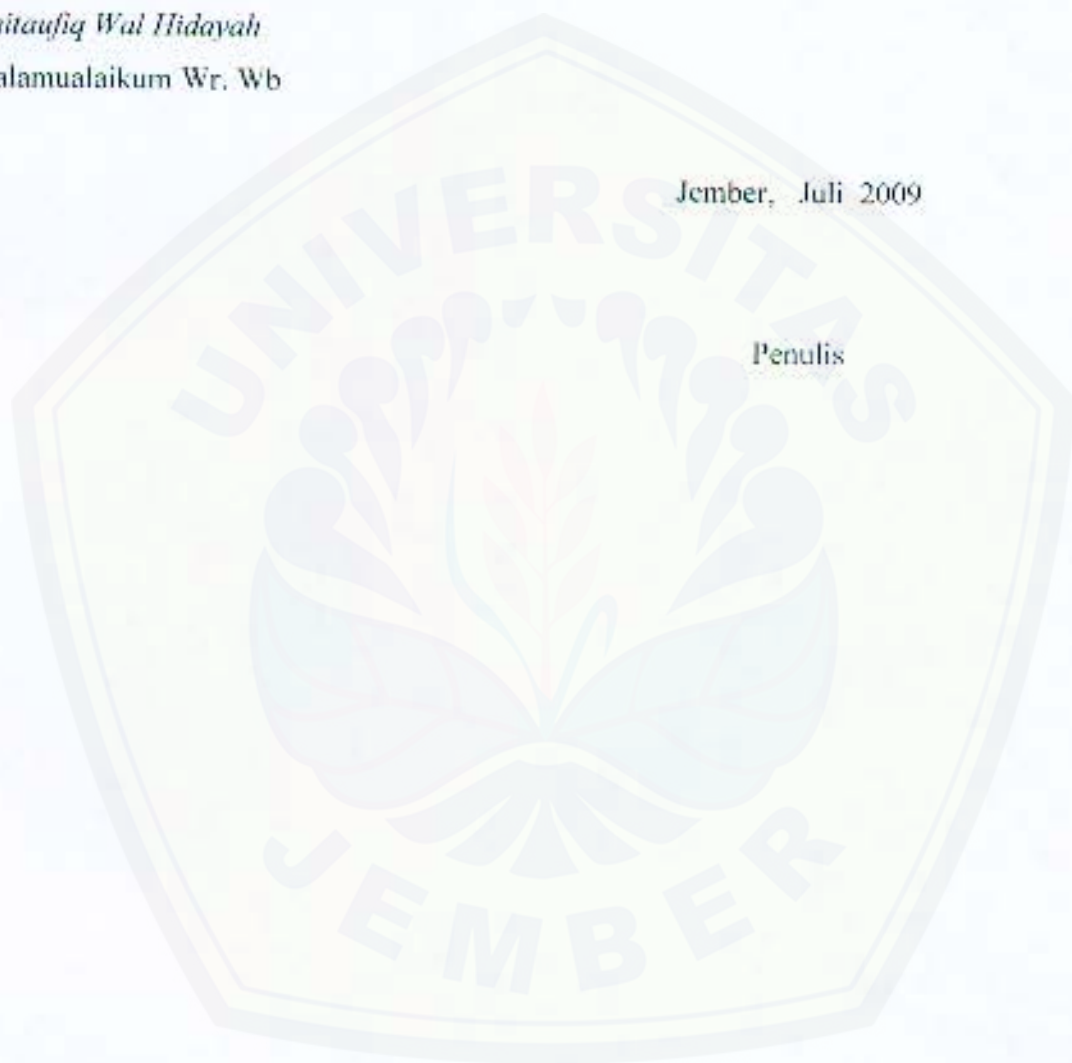 itaufiq Wal Hidayah
alamualaikum Wr. Wb
Jember, Juli 2009
Penulis
UNIVERSITAS
JEMBER